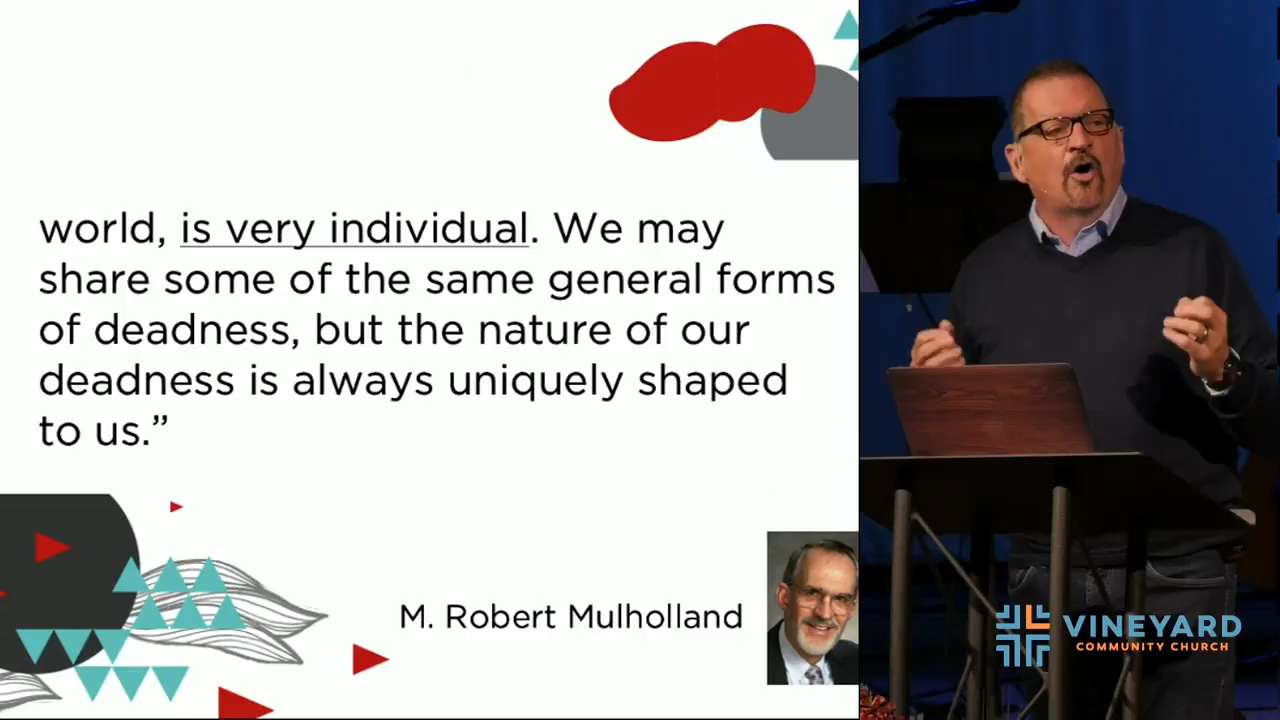 world, is very individual. We may
share some of the same general forms
of deadness, but the nature of our
deadness is always uniquely shaped
to us.”
M. Robert Mulholland
VINEYARD
COMMUNITY CHURCH